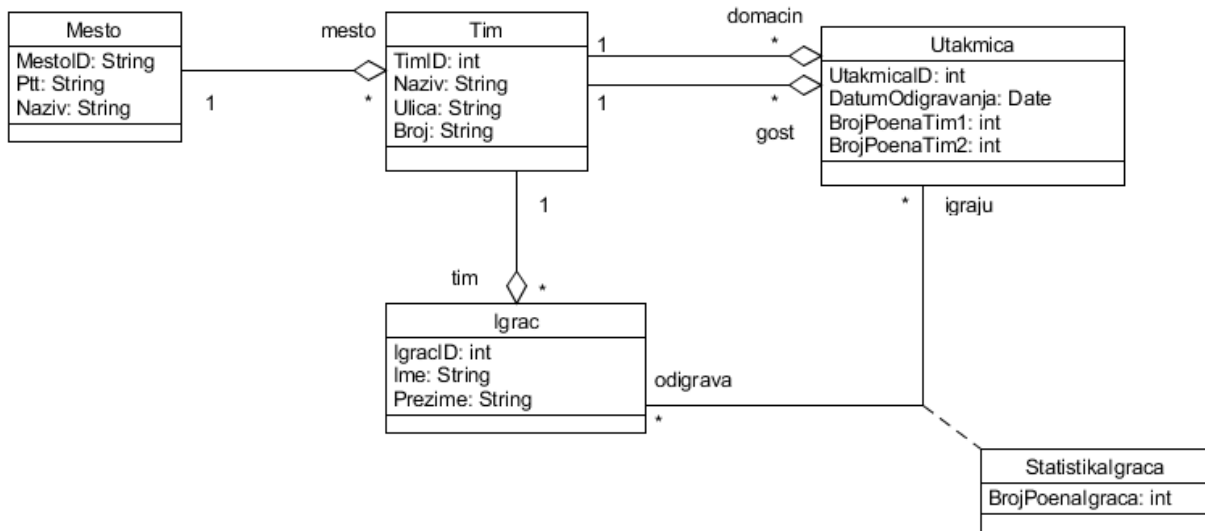 Mesto
MestoID: String
Ptt: String
Naziv: String
1
mesto
*
Tim
TimID: int
Naziv: String
Ulica: String
Broj: String
1
domacin
*
1
*
gost
Utakmica
UtakmicaID: int
DatumOdigravanja: Date
BrojPoenaTim1: int
BrojPoenaTim2: int
*
igraju
1
tim
*
Igrac
IgracID: int
Ime: String
Prezime: String
odigrava
*
StatistikaIgraca
BrojPoenaIgraca: int